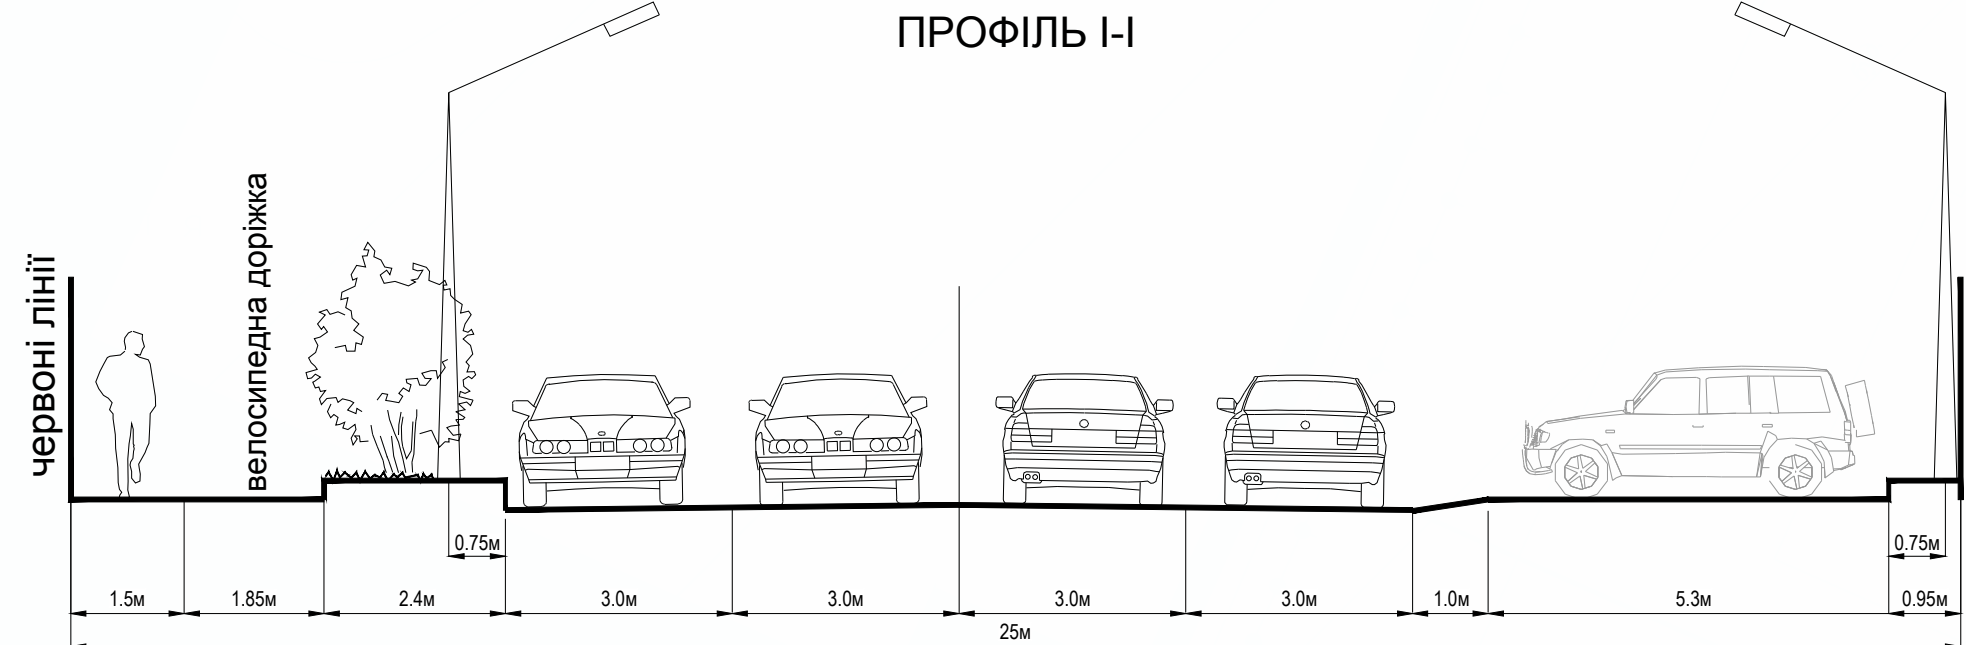 ПРОФІЛЬ І-І
червоні лінії
велосипедна доріжка
0.75м
0.75м
1.5м
1.85м
2.4м
3.0м
3.0м
3.0м
3.0м
1.0м
5.3м
0.95м
25м